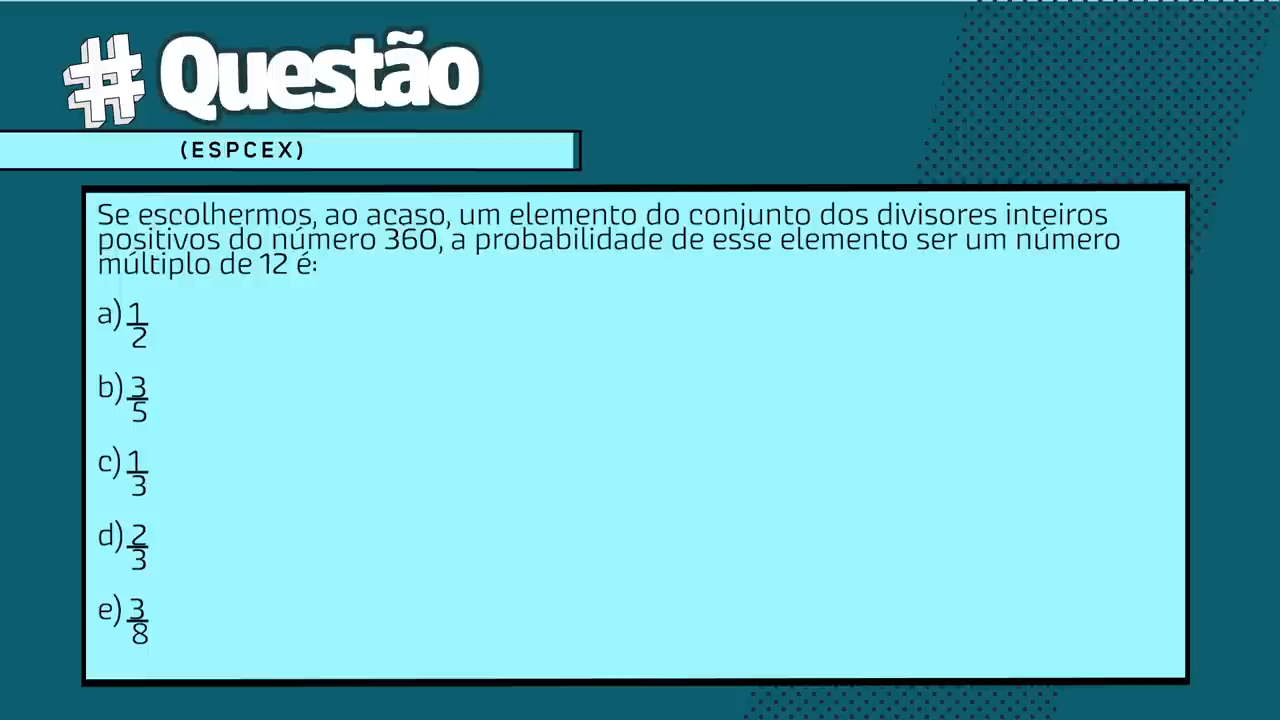 # Questão
(ESPCEX)
Se escolhermos, ao acaso, um elemento do conjunto dos divisores inteiros
positivos do número 360, a probabilidade de esse elemento ser um número
múltiplo de 12 é:
a) 1
2
b) 3
5
c) 1
3
d) 2
3
e) 3
8